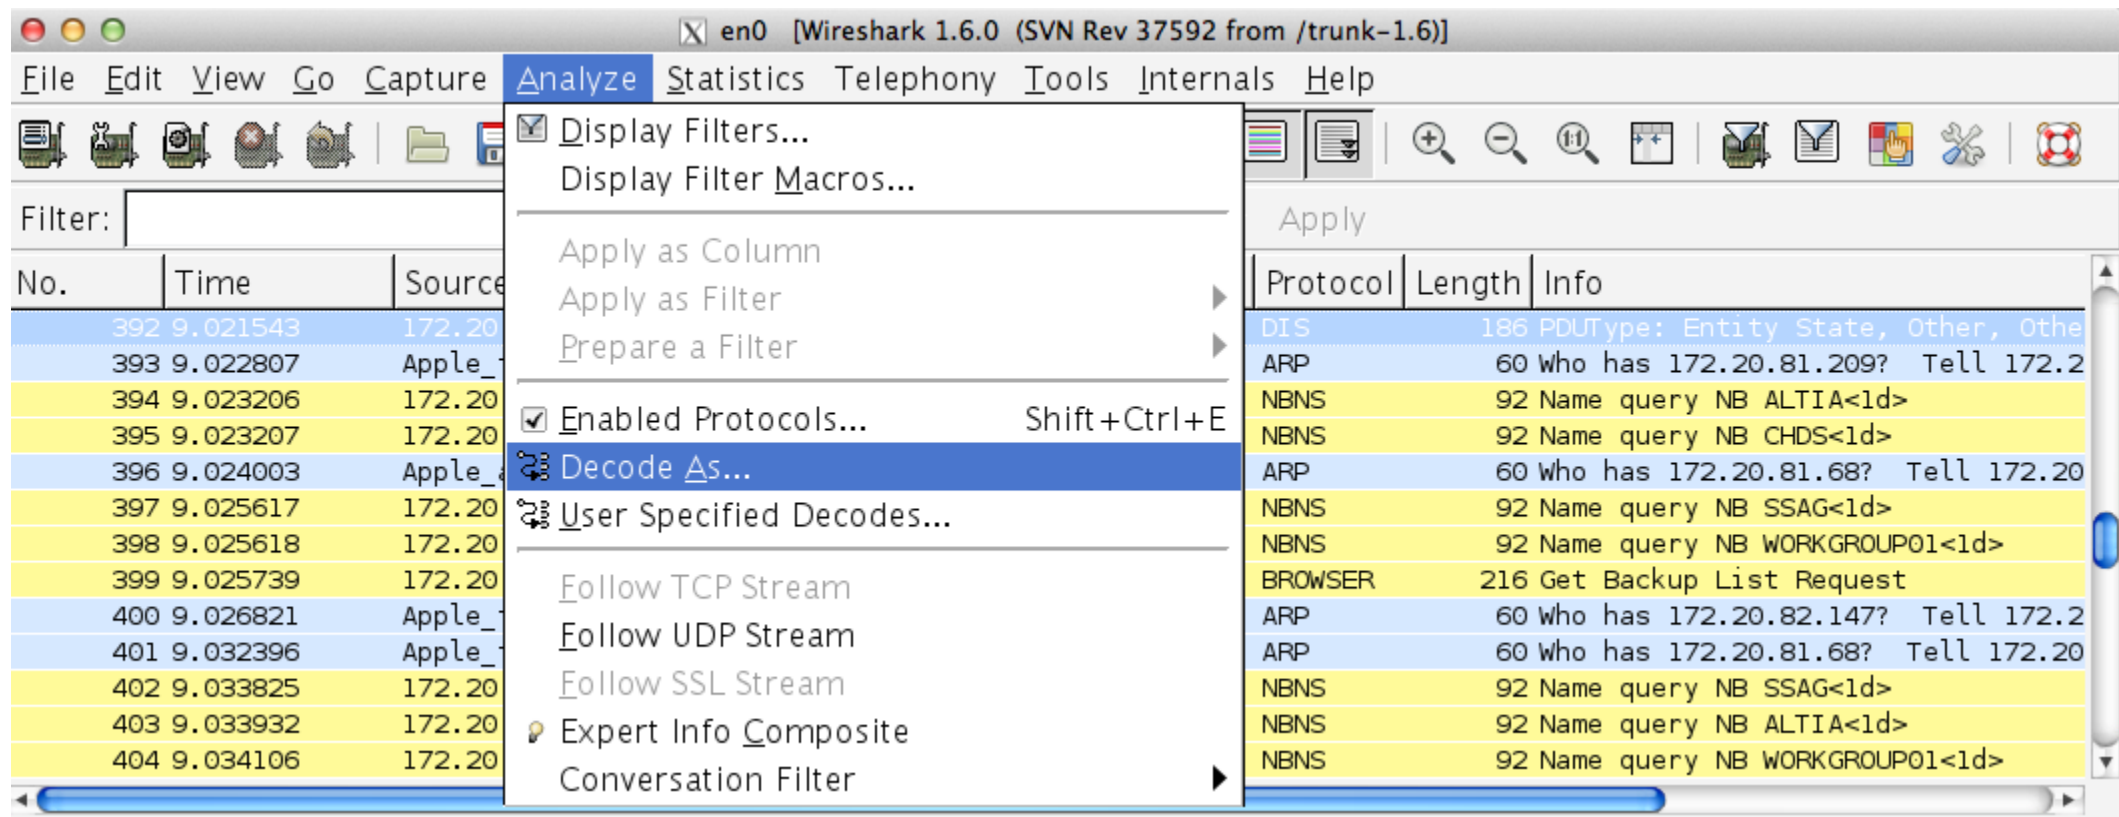 en0 [Wireshark 1.6.0 (SVN Rev 37592 from /trunk-1.6)]
File Edit View Go Capture Analyze Statistics Telephony Tools Internals Help
Display Filters...
Display Filter Macros...
Apply as Column
Apply as Filter
Prepare a Filter
Enabled Protocols... Shift+Ctrl+E
Decode As...
User Specified Decodes...
Follow TCP Stream
Follow UDP Stream
Follow SSL Stream
Expert Info Composite
Conversation Filter
Filter: Apply
No. Time Source Protocol Length Info
392 9.021543 172.20 DIS 186 PDUType: Entity State, Other, Othe
393 9.022807 Apple_ ARP 60 Who has 172.20.81.209? Tell 172.2
394 9.023206 172.20 NBNS 92 Name query NB ALTIA<1d>
395 9.023207 172.20 NBNS 92 Name query NB CHDS<1d>
396 9.024003 Apple_ ARP 60 Who has 172.20.81.68? Tell 172.20
397 9.025617 172.20 NBNS 92 Name query NB SSAG<1d>
398 9.025618 172.20 NBNS 92 Name query NB WORKGROUP01<1d>
399 9.025739 172.20 BROWSER 216 Get Backup List Request
400 9.026821 Apple_ ARP 60 Who has 172.20.82.147? Tell 172.2
401 9.032396 Apple_ ARP 60 Who has 172.20.81.68? Tell 172.20
402 9.033825 172.20 NBNS 92 Name query NB SSAG<1d>
403 9.033932 172.20 NBNS 92 Name query NB ALTIA<1d>
404 9.034106 172.20 NBNS 92 Name query NB WORKGROUP01<1d>